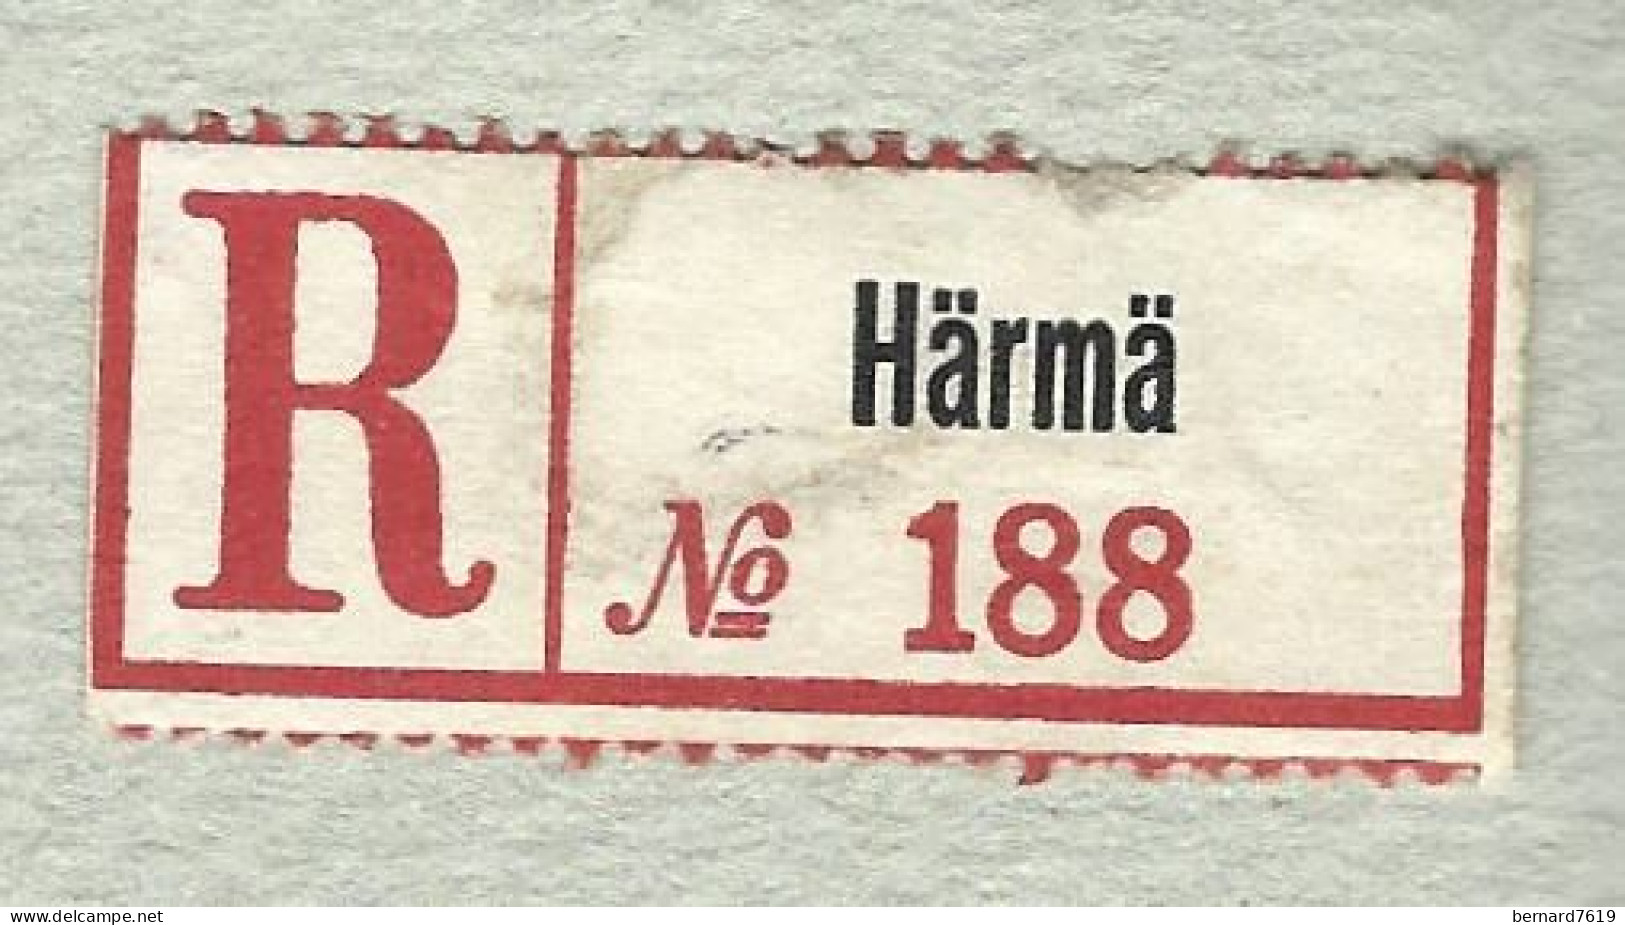 R
Härmä
№ 188
www.delcampe.net
bernard7619